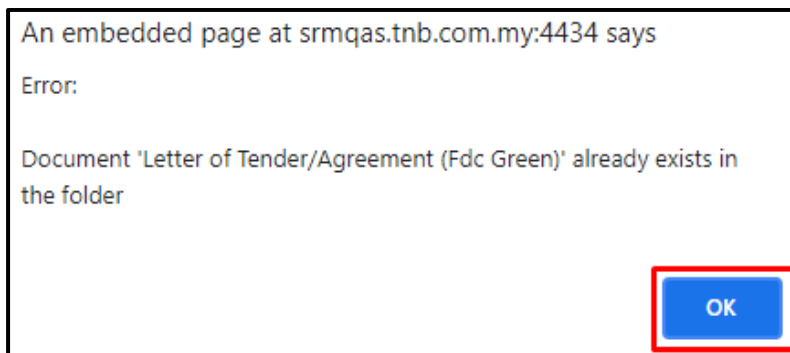 An embedded page at srmqas.tnb.com.my:4434 says
Error:
Document 'Letter of Tender/Agreement (Fdc Green)' already exists in
the folder
OK